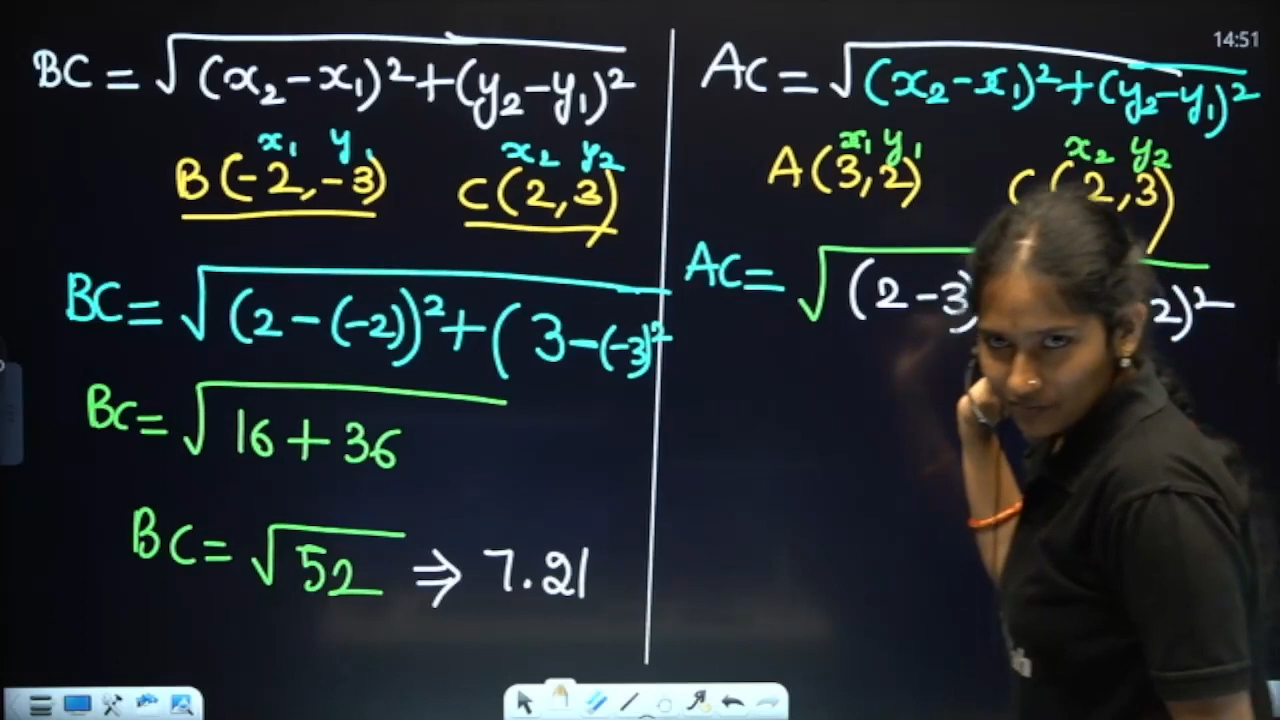 BC = √(x₂-x₁)²+(y₂-y₁)²
x₁ y₁ x₂ y₂
B(-2,-3) C(2,3)
BC = √(2-(-2))²+(3-(-3)²
BC = √16+36
BC = √52 ⇒ 7.21
14:51
AC = √(x₂-x₁)²+(y₂-y₁)²
x₁ y₁ x₂ y₂
A(3,2) C(2,3)
AC = √(2-3) 2)²